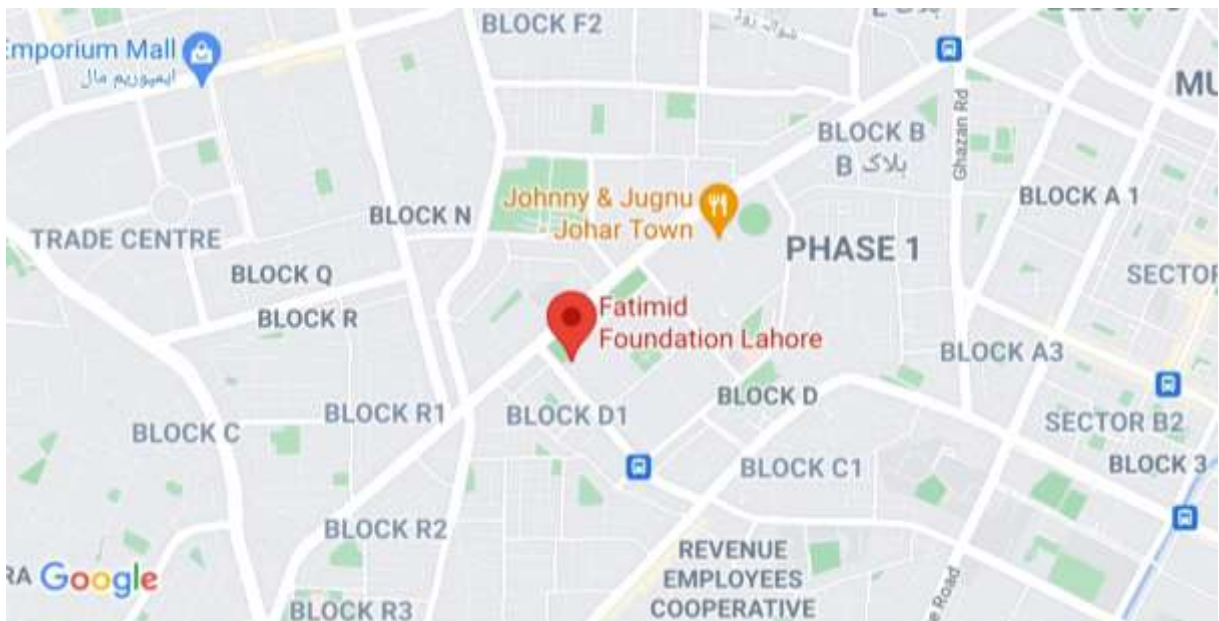 BLOCK F2
Emporium Mall
ایمپوریم مال
BLOCK B
بلاک B
Ghazan Rd
BLOCK A 1
Johnny & Jugnu
Johar Town
BLOCK N
TRADE CENTRE
PHASE 1
BLOCK Q
BLOCK R
Fatimid
Foundation Lahore
BLOCK A3
BLOCK D
BLOCK R1
BLOCK D1
BLOCK C
SECTOR B2
BLOCK 3
BLOCK C1
BLOCK R2
REVENUE
EMPLOYEES
COOPERATIVE
Google
BLOCK R3